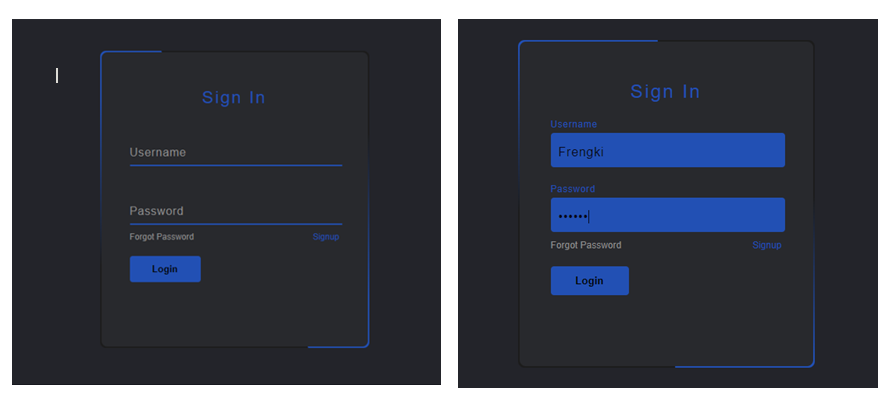 Sign In
Username
Password
Forgot Password Signup
Login
Sign In
Username
Frengki
Password
••••••
Forgot Password Signup
Login